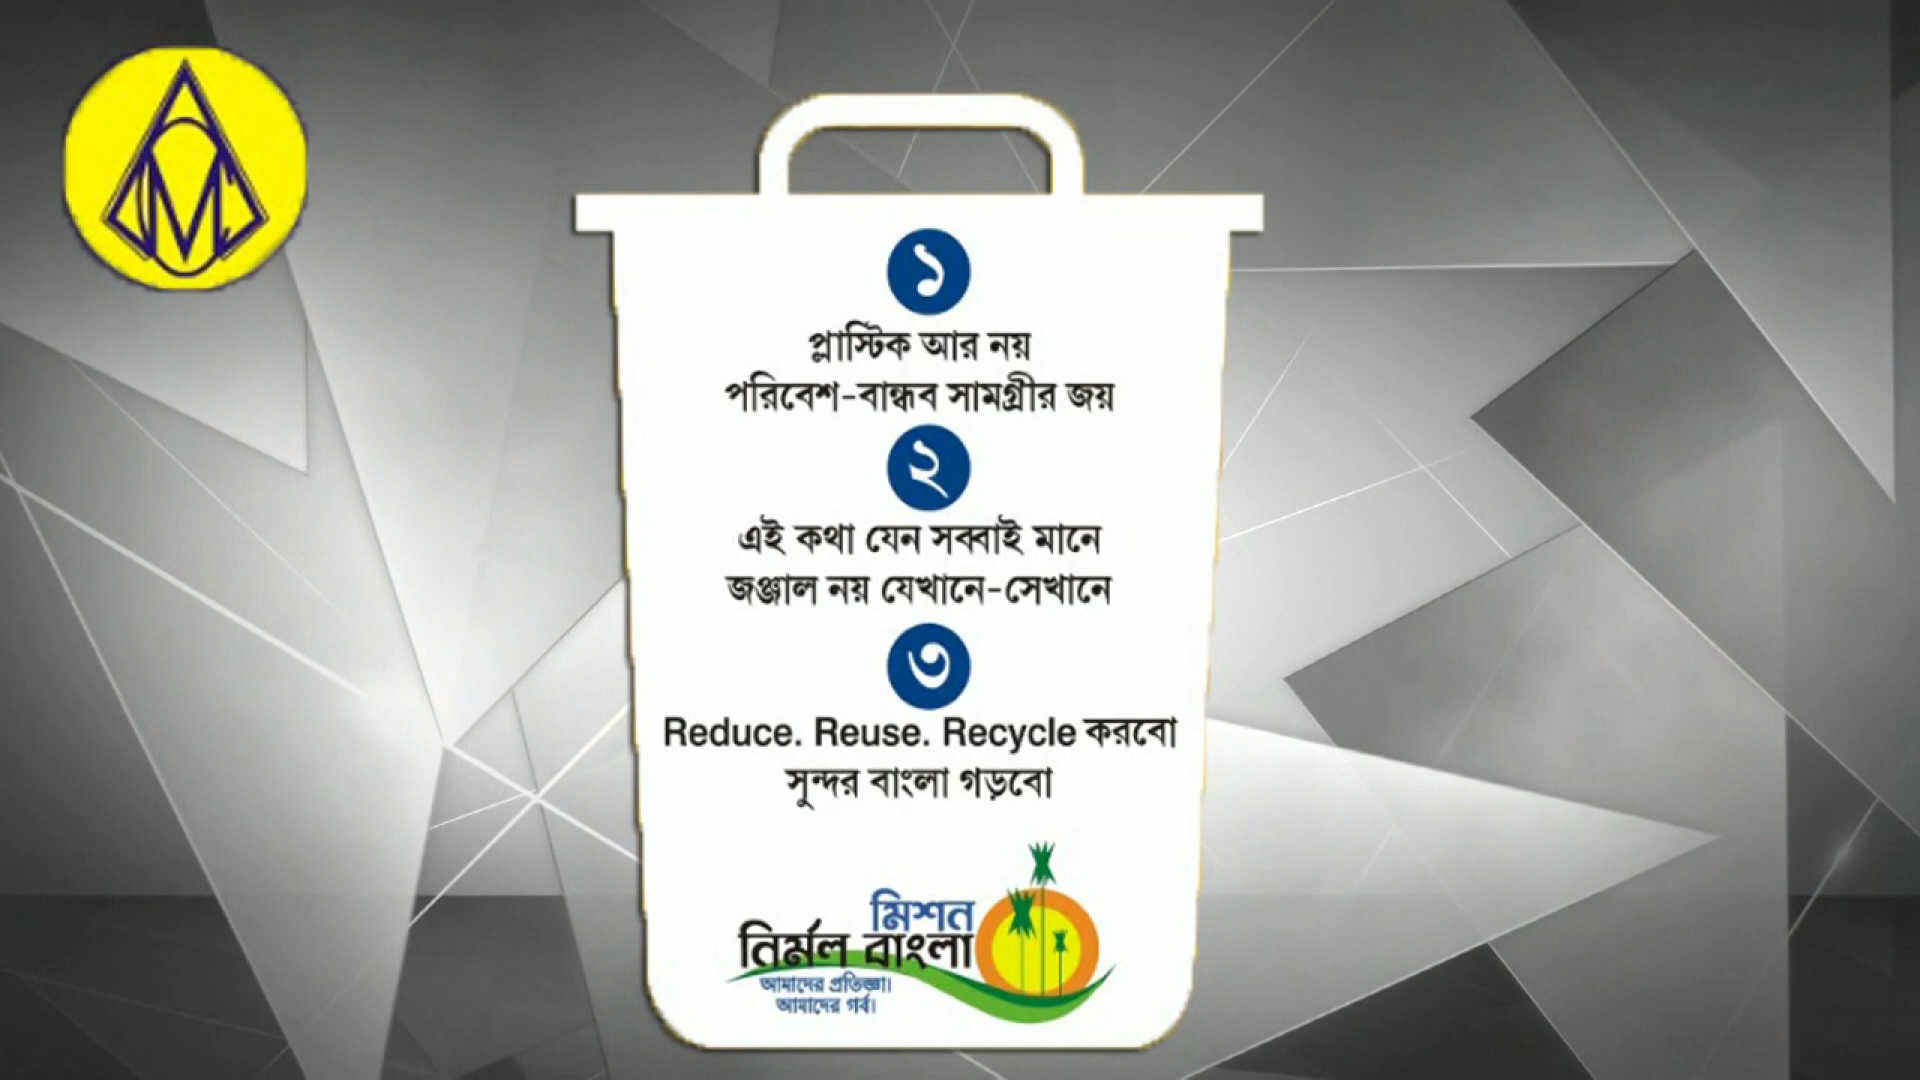 ১
প্লাস্টিক আর নয়
পরিবেশ-বান্ধব সামগ্রীর জয়
২
এই কথা যেন সব্বাই মানে
জঞ্জাল নয় যেখানে-সেখানে
৩
Reduce. Reuse. Recycle করবো
সুন্দর বাংলা গড়বো
মিশন
নির্মল বাংলা
আমাদের প্রতিজ্ঞা।
আমাদের গর্ব।